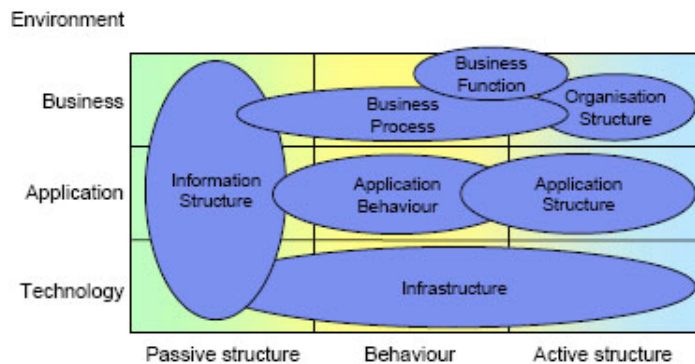 Environment
Business
Function
Business
Business
Process
Organisation
Structure
Application
Information
Structure
Application
Behaviour
Application
Structure
Technology
Infrastructure
Passive structure
Behaviour
Active structure